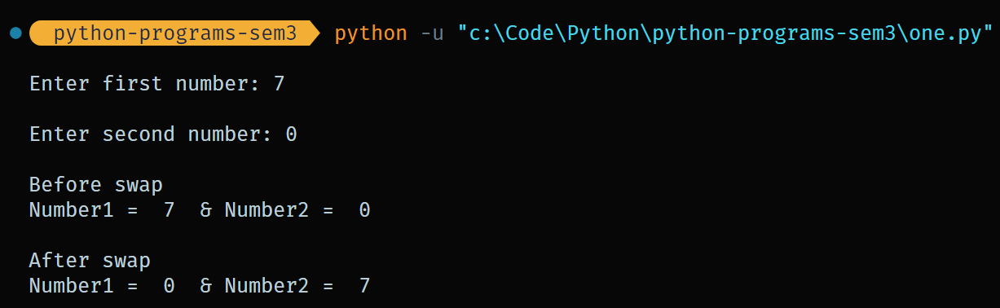 python-programs-sem3 python -u "c:\Code\Python\python-programs-sem3\one.py"
Enter first number: 7
Enter second number: 0
Before swap
Number1 =  7  & Number2 =  0
After swap
Number1 =  0  & Number2 =  7